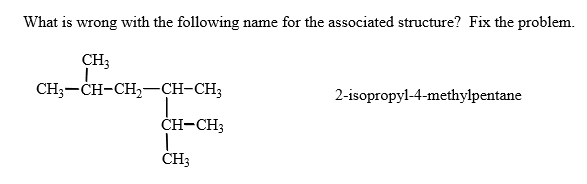 What is wrong with the following name for the associated structure? Fix the problem.
CH3
CH3-CH-CH2-CH-CH3
2-isopropyl-4-methylpentane
CH-CH3
CH3